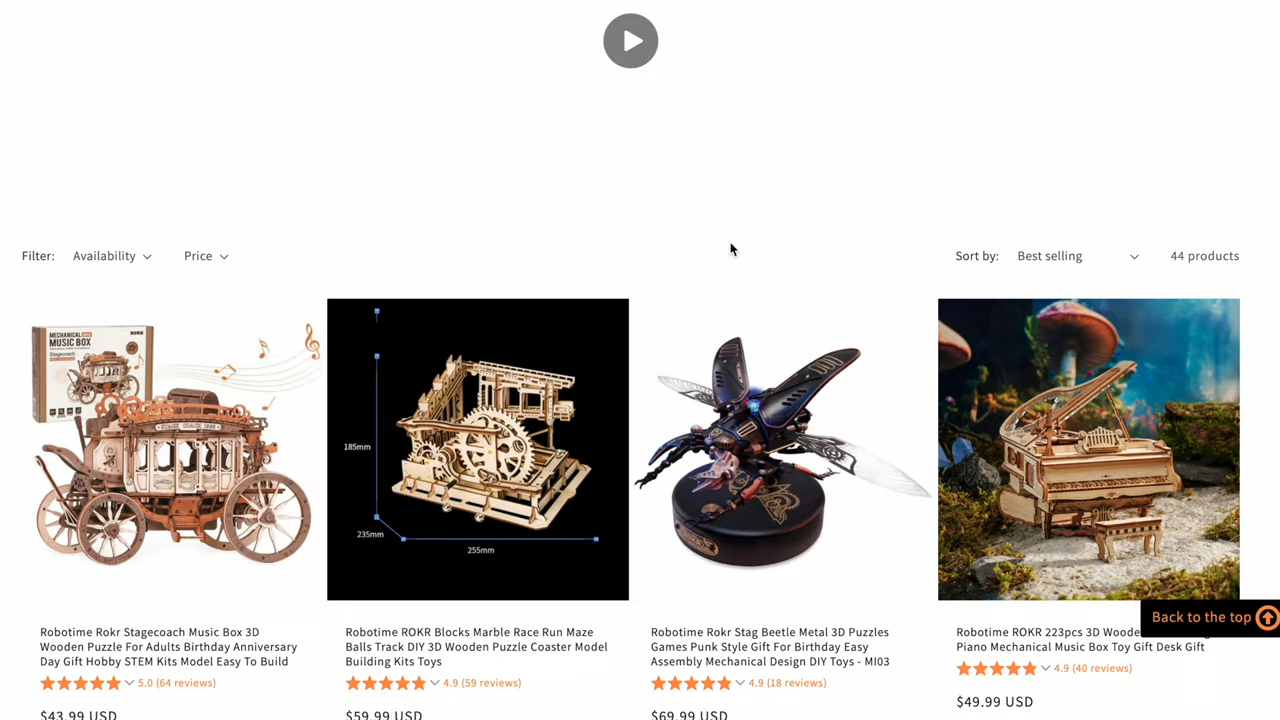 Filter: Availability Price
Sort by: Best selling 44 products
MECHANICAL
MUSIC BOX
Stagecoach
ROKR
STAGE COACH
185mm
235mm
255mm
ROKR
Back to the top
Robotime Rokr Stagecoach Music Box 3D
Wooden Puzzle For Adults Birthday Anniversary
Day Gift Hobby STEM Kits Model Easy To Build
5.0 (64 reviews)
$43.99 USD
Robotime ROKR Blocks Marble Race Run Maze
Balls Track DIY 3D Wooden Puzzle Coaster Model
Building Kits Toys
4.9 (59 reviews)
$59.99 USD
Robotime Rokr Stag Beetle Metal 3D Puzzles
Games Punk Style Gift For Birthday Easy
Assembly Mechanical Design DIY Toys - MI03
4.9 (18 reviews)
$69.99 USD
Robotime ROKR 223pcs 3D
Piano Mechanical Music Box Toy Gift Desk Gift
4.9 (40 reviews)
$49.99 USD